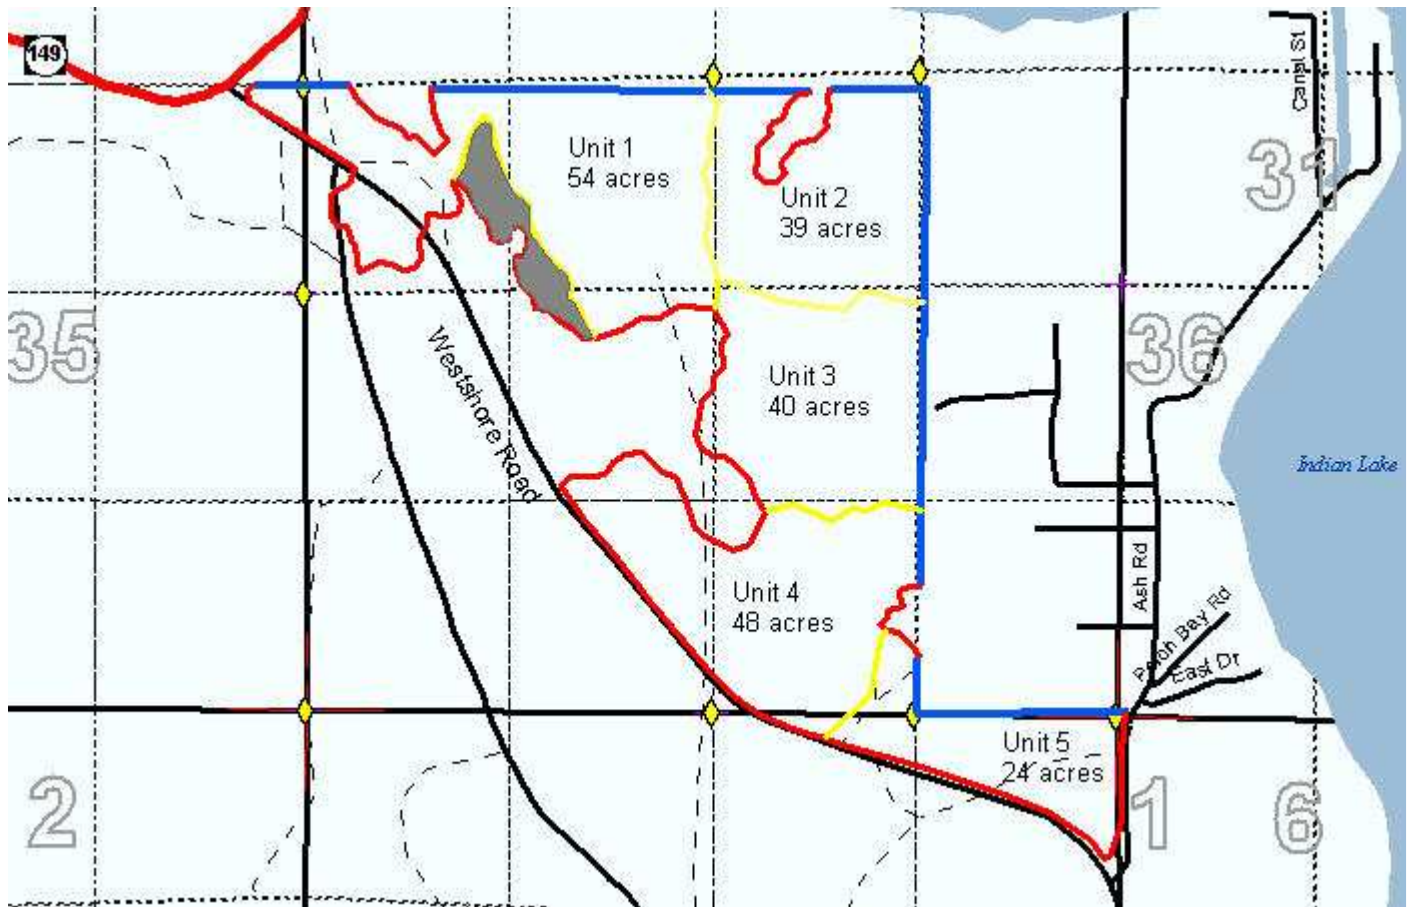 149
Canal St
Unit 1
54 acres
31
Unit 2
39 acres
35
36
Westshore Road
Unit 3
40 acres
Indian Lake
Ash Rd
Unit 4
48 acres
Bay Rd
East Dr
Unit 5
24 acres
2
1
6